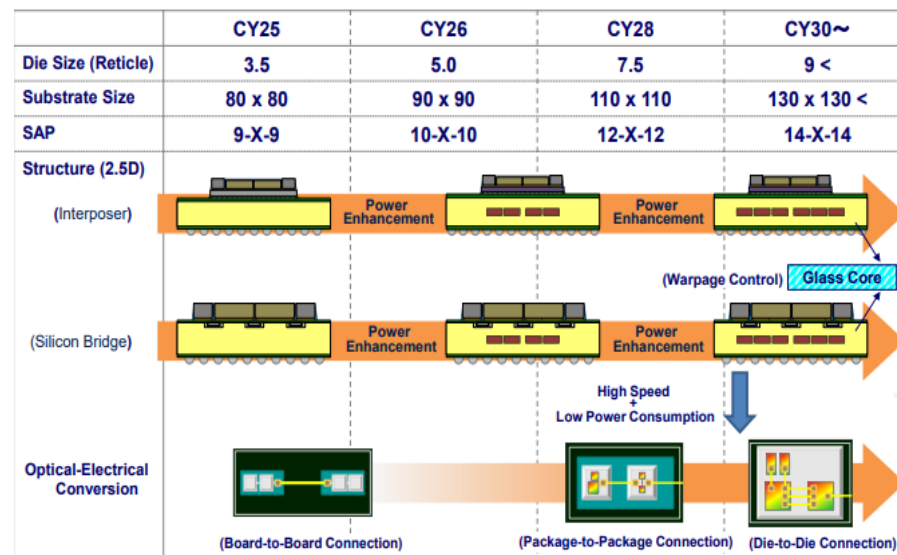 CY25 CY26 CY28 CY30~
Die Size (Reticle) 3.5 5.0 7.5 9 <
Substrate Size 80 x 80 90 x 90 110 x 110 130 x 130 <
SAP 9-X-9 10-X-10 12-X-12 14-X-14
Structure (2.5D)
(Interposer)
Power
Enhancement
Power
Enhancement
(Warpage Control) Glass Core
(Silicon Bridge)
Power
Enhancement
Power
Enhancement
High Speed
+
Low Power Consumption
Optical-Electrical
Conversion
(Board-to-Board Connection) (Package-to-Package Connection) (Die-to-Die Connection)